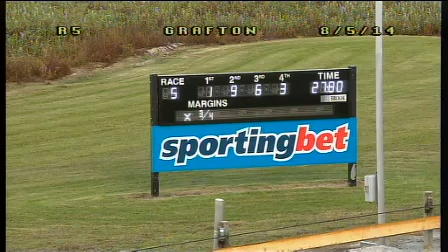 R5 GRAFTON 8/5/14
RACE 1ST 2ND 3RD 4TH TIME
5 1 9 6 3 27.80
MARGINS
X 3/4
sportingbet